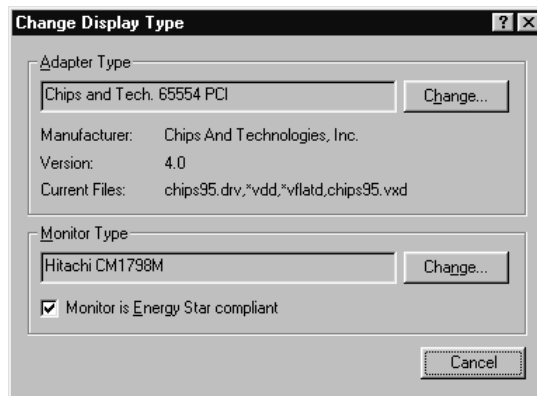 Change Display Type
Adapter Type
Chips and Tech. 65554 PCI
Change...
Manufacturer: Chips And Technologies, Inc.
Version: 4.0
Current Files: chips95.drv,*vdd,*vflatd,chips95.vxd
Monitor Type
Hitachi CM1798M
Change...
Monitor is Energy Star compliant
Cancel